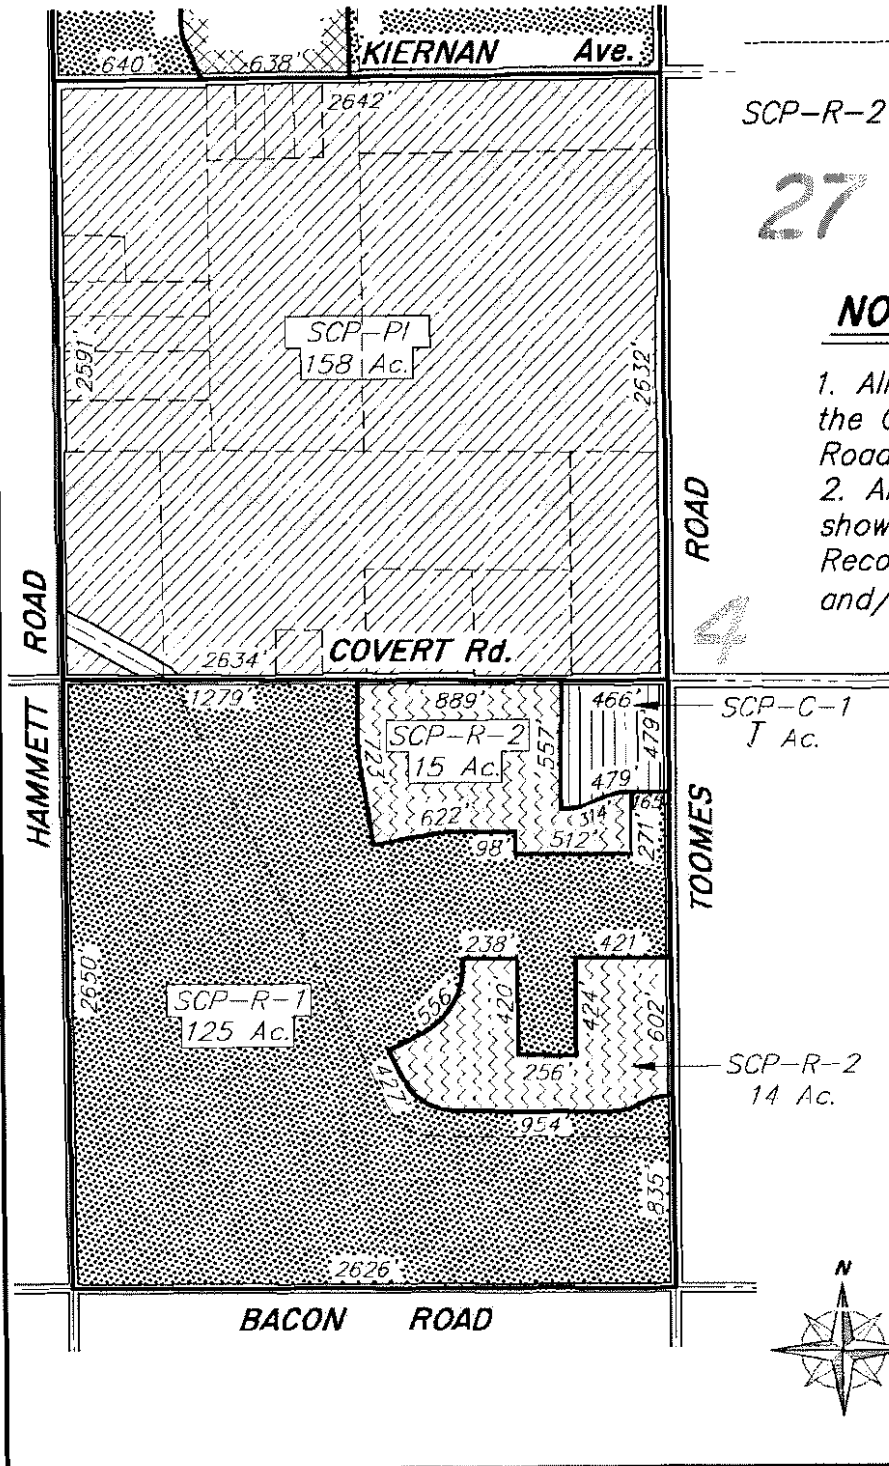 KIERNAN Ave.
640'
638'
2642'
SCP-R-2
27
SCP-PI
158 Ac.
2591'
2632'
NO
1. All
the
Road
2. A
show
Reco
and/
ROAD
ROAD
4
2634'
COVERT Rd.
1279'
889'
466'
SCP-C-1
Ac.
HAMMETT
SCP-R-2
15 Ac.
723'
557'
479'
479'
622'
314'
165'
98'
512'
271'
TOOMES
238'
421'
2650'
SCP-R-1
125 Ac.
556'
420'
424'
602'
256'
SCP-R-2
14 Ac.
954'
835'
2626'
BACON ROAD
N